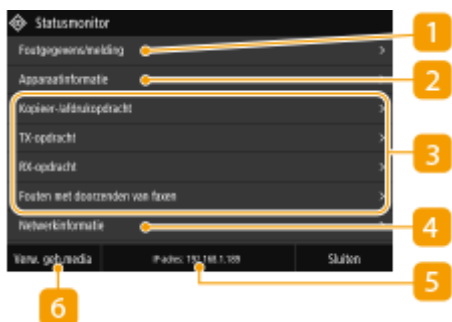 Statusmonitor
1
Foutgegevens/melding
Apparaatinformatie
2
Kopieer-/afdrukopdracht
TX-opdracht
3
RX-opdracht
Fouten met doorzenden van faxen
Netwerkinformatie
4
Verw. geh.media IP-adres: 192.168.1.189 Sluiten
5
6